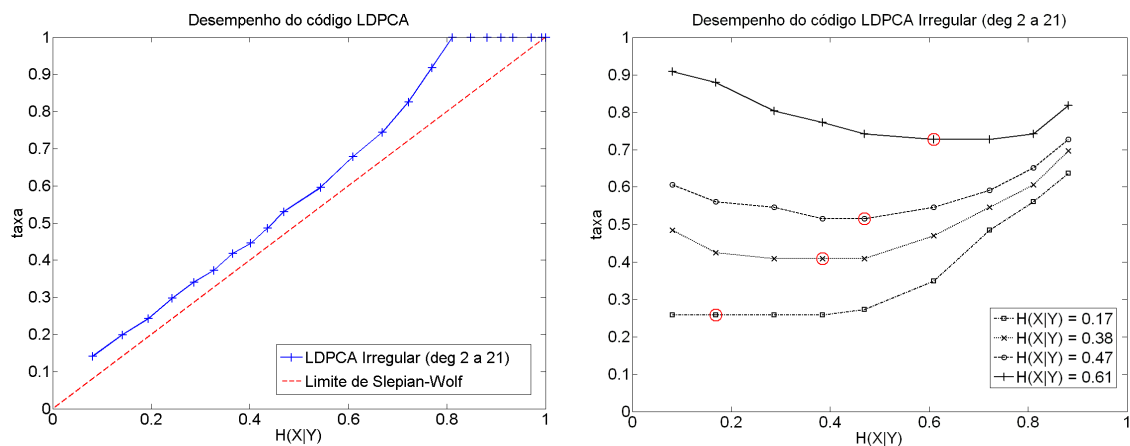 Desempenho do código LDPCA
1
0.9
0.8
0.7
0.6
0.5
0.4
0.3
0.2
0.1
0
taxa
LDPCA Irregular (deg 2 a 21)
Limite de Slepian-Wolf
0
0.2
0.4
0.6
0.8
1
H(X|Y)
Desempenho do código LDPCA Irregular (deg 2 a 21)
1
0.9
0.8
0.7
0.6
0.5
0.4
0.3
0.2
0.1
0
taxa
H(X|Y) = 0.17
H(X|Y) = 0.38
H(X|Y) = 0.47
H(X|Y) = 0.61
0
0.2
0.4
0.6
0.8
1
H(X|Y)